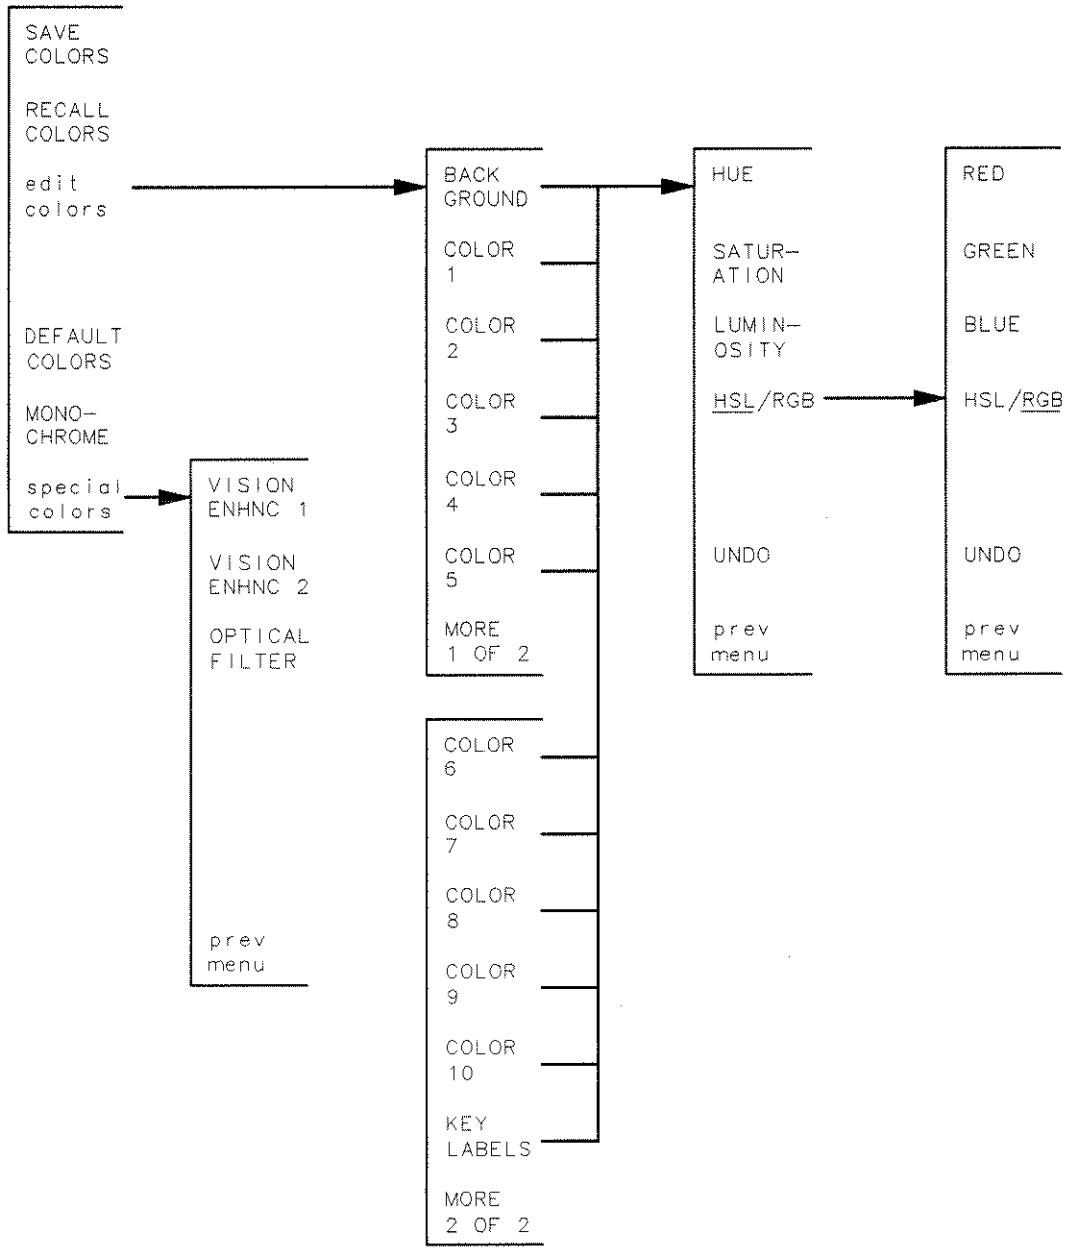 SAVE
COLORS
RECALL
COLORS
edit
colors
DEFAULT
COLORS
MONO-
CHROME
special
colors
VISION
ENHNC 1
VISION
ENHNC 2
OPTICAL
FILTER
prev
menu
BACK
GROUND
COLOR
1
COLOR
2
COLOR
3
COLOR
4
COLOR
5
MORE
1 OF 2
COLOR
6
COLOR
7
COLOR
8
COLOR
9
COLOR
10
KEY
LABELS
MORE
2 OF 2
HUE
SATUR-
ATION
LUMIN-
OSITY
HSL/RGB
UNDO
prev
menu
RED
GREEN
BLUE
HSL/RGB
UNDO
prev
menu